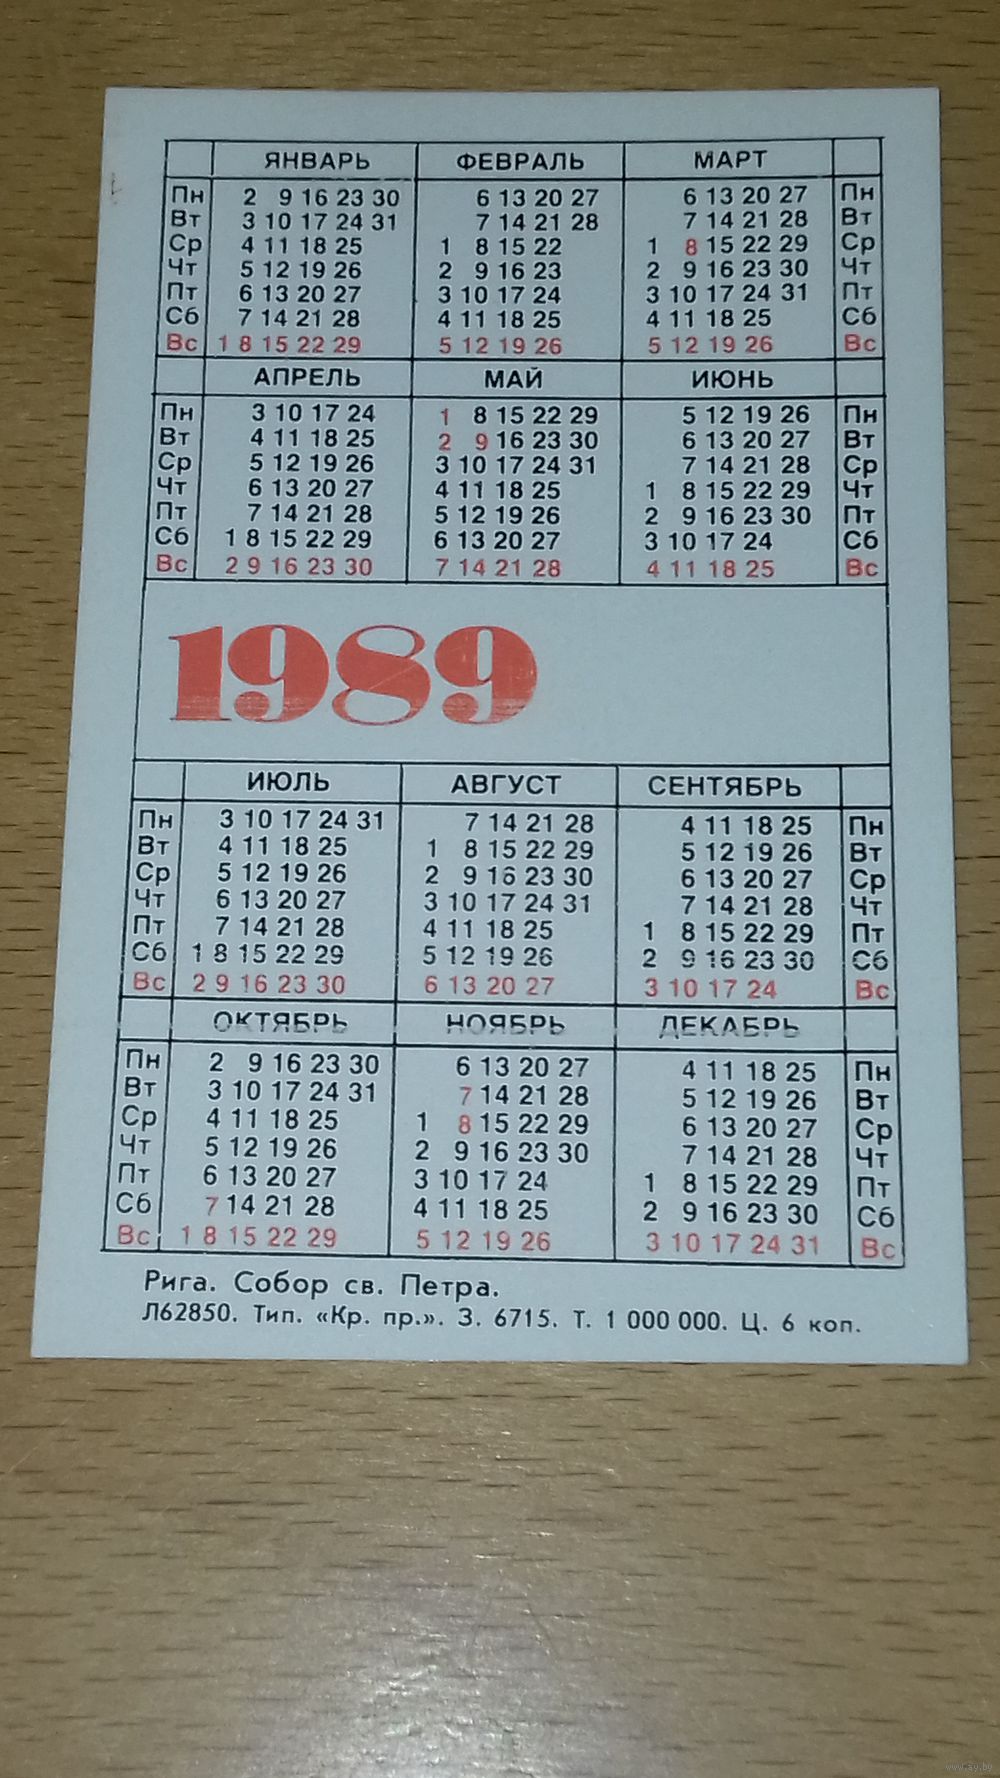 ЯНВАРЬ ФЕВРАЛЬ МАРТ
Пн 2 9 16 23 30 6 13 20 27 6 13 20 27 Пн
Вт 3 10 17 24 31 7 14 21 28 7 14 21 28 Вт
Ср 4 11 18 25 1 8 15 22 1 8 15 22 29 Ср
Чт 5 12 19 26 2 9 16 23 2 9 16 23 30 Чт
Пт 6 13 20 27 3 10 17 24 3 10 17 24 31 Пт
Сб 7 14 21 28 4 11 18 25 4 11 18 25 Сб
Вс 1 8 15 22 29 5 12 19 26 5 12 19 26 Вс
АПРЕЛЬ МАЙ ИЮНЬ
Пн 3 10 17 24 1 8 15 22 29 5 12 19 26 Пн
Вт 4 11 18 25 2 9 16 23 30 6 13 20 27 Вт
Ср 5 12 19 26 3 10 17 24 31 7 14 21 28 Ср
Чт 6 13 20 27 4 11 18 25 1 8 15 22 29 Чт
Пт 7 14 21 28 5 12 19 26 2 9 16 23 30 Пт
Сб 1 8 15 22 29 6 13 20 27 3 10 17 24 Сб
Вс 2 9 16 23 30 7 14 21 28 4 11 18 25 Вс
1989
ИЮЛЬ АВГУСТ СЕНТЯБРЬ
Пн 3 10 17 24 31 7 14 21 28 4 11 18 25 Пн
Вт 4 11 18 25 1 8 15 22 29 5 12 19 26 Вт
Ср 5 12 19 26 2 9 16 23 30 6 13 20 27 Ср
Чт 6 13 20 27 3 10 17 24 31 7 14 21 28 Чт
Пт 7 14 21 28 4 11 18 25 1 8 15 22 29 Пт
Сб 1 8 15 22 29 5 12 19 26 2 9 16 23 30 Сб
Вс 2 9 16 23 30 6 13 20 27 3 10 17 24 Вс
ОКТЯБРЬ НОЯБРЬ ДЕКАБРЬ
Пн 2 9 16 23 30 6 13 20 27 4 11 18 25 Пн
Вт 3 10 17 24 31 7 14 21 28 5 12 19 26 Вт
Ср 4 11 18 25 1 8 15 22 29 6 13 20 27 Ср
Чт 5 12 19 26 2 9 16 23 30 7 14 21 28 Чт
Пт 6 13 20 27 3 10 17 24 1 8 15 22 29 Пт
Сб 7 14 21 28 4 11 18 25 2 9 16 23 30 Сб
Вс 1 8 15 22 29 5 12 19 26 3 10 17 24 31 Вс
Рига. Собор св. Петра.
Л62850. Тип. «Кр. пр.». З. 6715. Т. 1 000 000. Ц. 6 коп.
www.ay.by